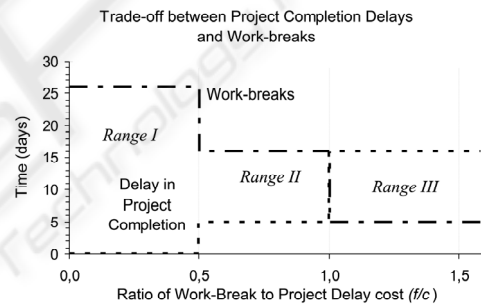 Trade-off between Project Completion Delays
and Work-breaks
30
25
20
15
10
5
0
Time (days)
Work-breaks
Range I
Delay in
Project
Completion
Range II
Range III
0,0
0,5
1,0
1,5
Ratio of Work-Break to Project Delay cost (f/c )